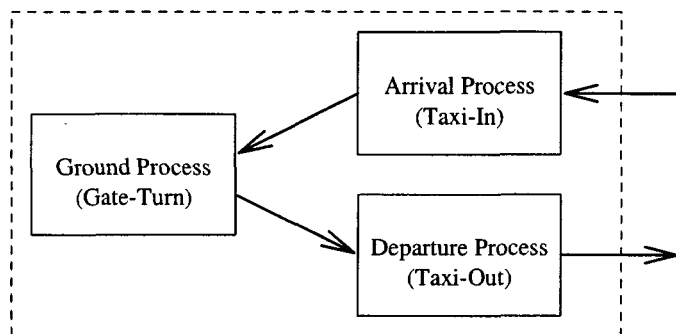 Arrival Process
(Taxi-In)
Ground Process
(Gate-Turn)
Departure Process
(Taxi-Out)